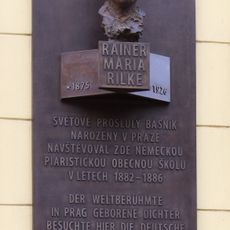 RAINER
MARIA
RILKE
*1875 1926
SVĚTOVĚ PROSLULÝ BÁSNÍK
NAROZENÝ V PRAZE
NAVŠTĚVOVAL ZDE NĚMECKOU
PIARISTICKOU OBECNOU ŠKOLU
V LETECH 1882–1886
DER WELTBERÜHMTE
IN PRAG GEBORENE DICHTER
BESUCHTE HIER DIE DEUTSCHE